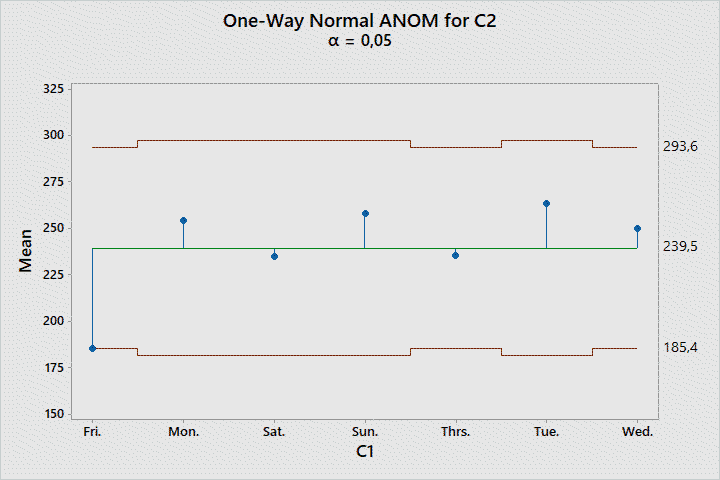 One-Way Normal ANOM for C2
α = 0,05
325
300
293,6
275
250
239,5
225
200
185,4
175
150
Mean
Fri. Mon. Sat. Sun. Thrs. Tue. Wed.
C1